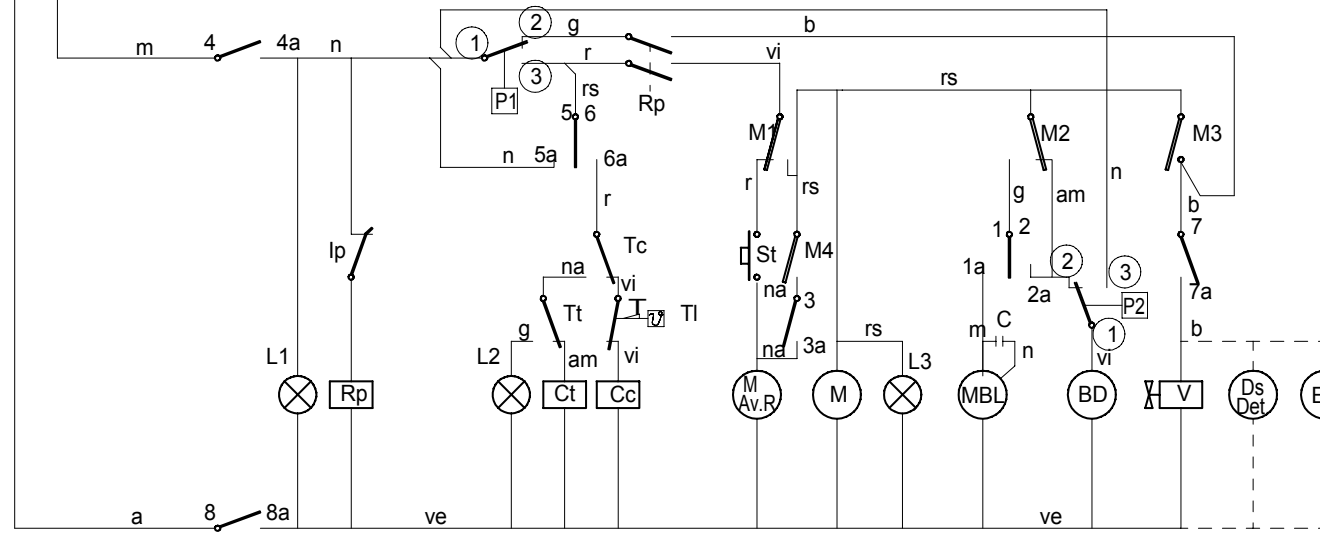 2 g b
m 4 4a n 1 r vi
3 rs
P1 rs Rp
5 6 M1 M2 M3
n 5a 6a
r r rs g am n b
Ip Tc St M4 1 2 7
na vi na 1a 2 3
Tt Tl 3 2a P2 7a
g am vi na 3a rs m C n 1 vi b
L1 L2 L3
Rp Ct Cc M Av.R M MBL BD V Ds Det
a 8 8a ve ve